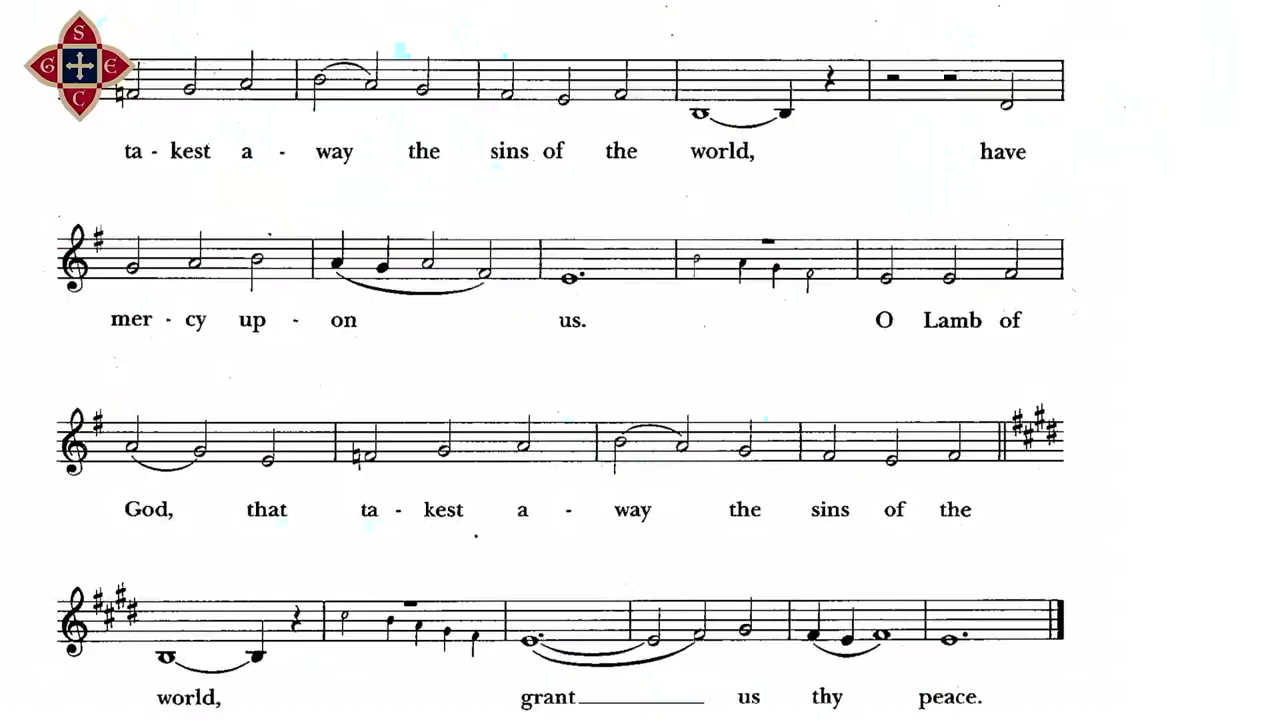 S
G E
C
ta - kest a - way the sins of the world, have
mer - cy up - on us. O Lamb of
God, that ta - kest a - way the sins of the
world, grant us thy peace.